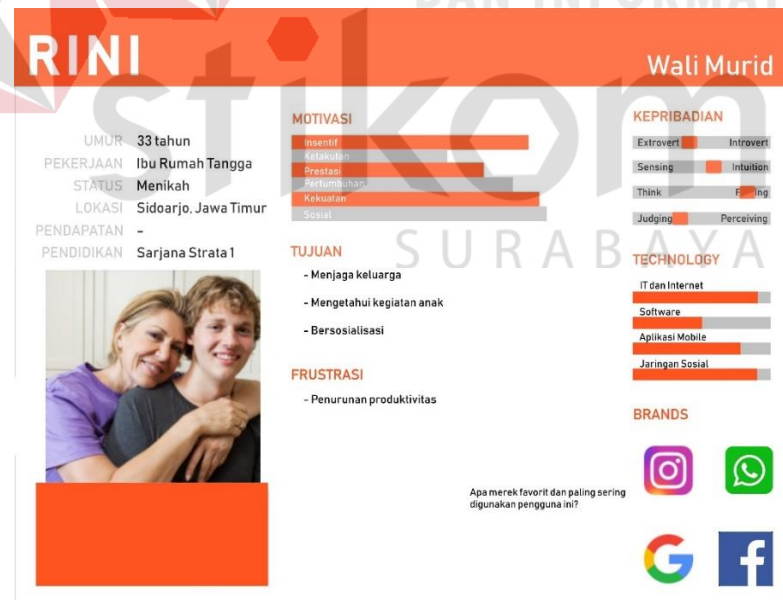 DAN INFORMATIKA
stikom
SURABAYA
RINI
Wali Murid
UMUR 33 tahun
PEKERJAAN Ibu Rumah Tangga
STATUS Menikah
LOKASI Sidoarjo, Jawa Timur
PENDAPATAN -
PENDIDIKAN Sarjana Strata 1
MOTIVASI
Insentif
Ketakutan
Prestasi
Pertumbuhan
Kekuatan
Sosial
TUJUAN
- Menjaga keluarga
- Mengetahui kegiatan anak
- Bersosialisasi
FRUSTRASI
- Penurunan produktivitas
KEPRIBADIAN
Extrovert Introvert
Sensing Intuition
Think
Judging Perceiving
TECHNOLOGY
IT dan Internet
Software
Aplikasi Mobile
Jaringan Sosial
BRANDS
Apa merek favorit dan paling sering
digunakan pengguna ini?